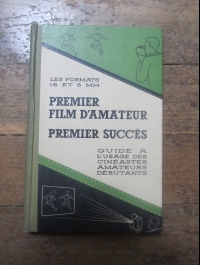 LES FORMATS
16 ET 8 MM
PREMIER
FILM D'AMATEUR
PREMIER SUCCÈS
GUIDE A
L'USAGE DES
CINÉASTES
AMATEURS
DÉBUTANTS